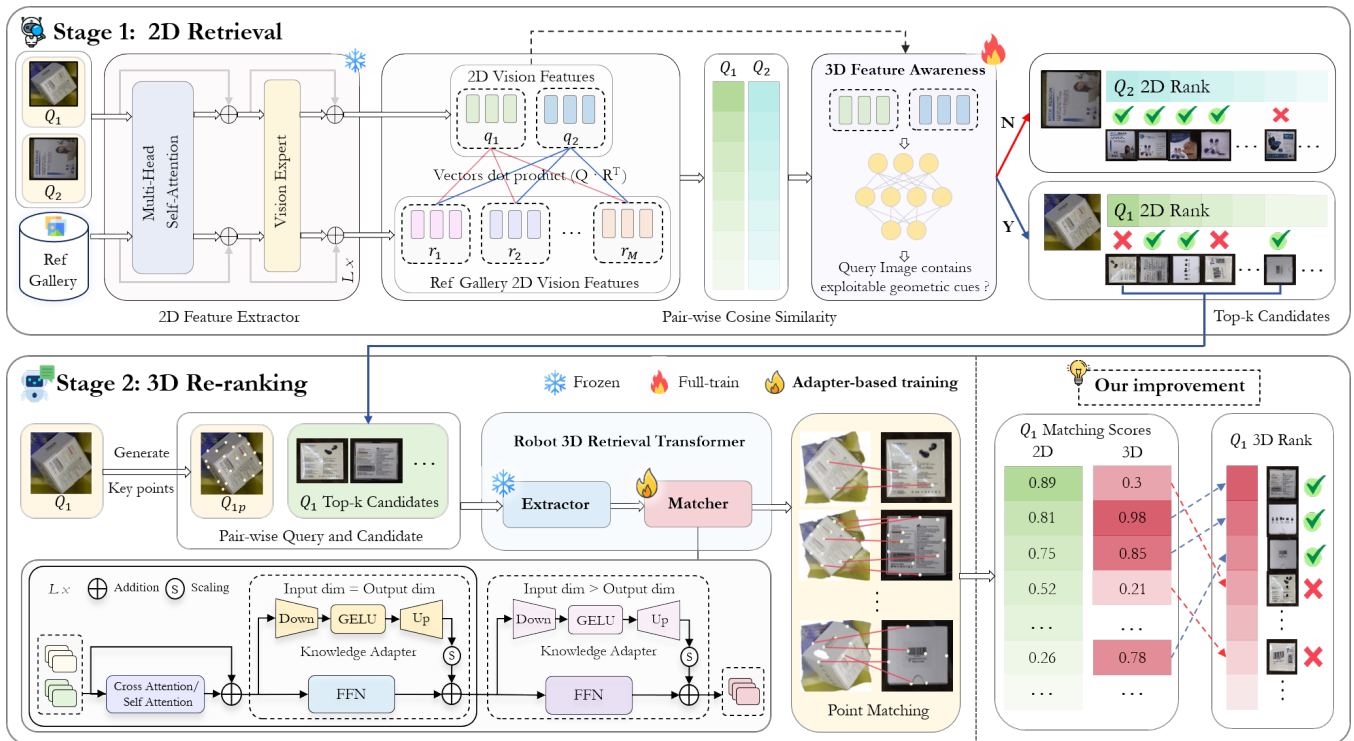 Stage 1: 2D Retrieval
Q1
Q2
Ref
Gallery
Multi-Head
Self-Attention
Vision Expert
L×
2D Feature Extractor
2D Vision Features
q1
q2
Vectors dot product (Q · R^T)
r1
r2
...
rM
Ref Gallery 2D Vision Features
Q1 Q2
Pair-wise Cosine Similarity
3D Feature Awareness
Query Image contains
exploitable geometric cues ?
N
Y
Q2 2D Rank
... ...
Q1 2D Rank
... ...
Top-k Candidates
Stage 2: 3D Re-ranking
Frozen
Full-train
Adapter-based training
Our improvement
Q1
Generate
Key points
Q1p
Q1 Top-k Candidates
...
Pair-wise Query and Candidate
Robot 3D Retrieval Transformer
Extractor
Matcher
L×
Addition
S
Scaling
Cross Attention/
Self Attention
Input dim = Output dim
Down
GELU
Up
Knowledge Adapter
S
FFN
Input dim > Output dim
Down
GELU
Up
Knowledge Adapter
S
FFN
Point Matching
Q1 Matching Scores
2D 3D
0.89 0.3
0.81 0.98
0.75 0.85
0.52 0.21
... ...
0.26 0.78
... ...
Q1 3D Rank